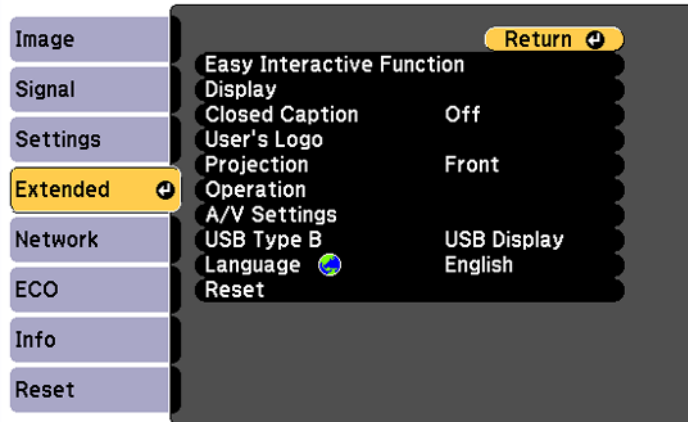 Image
Signal
Settings
Extended
Network
ECO
Info
Reset
Return
Easy Interactive Function
Display
Closed Caption Off
User's Logo
Projection Front
Operation
A/V Settings
USB Type B USB Display
Language English
Reset